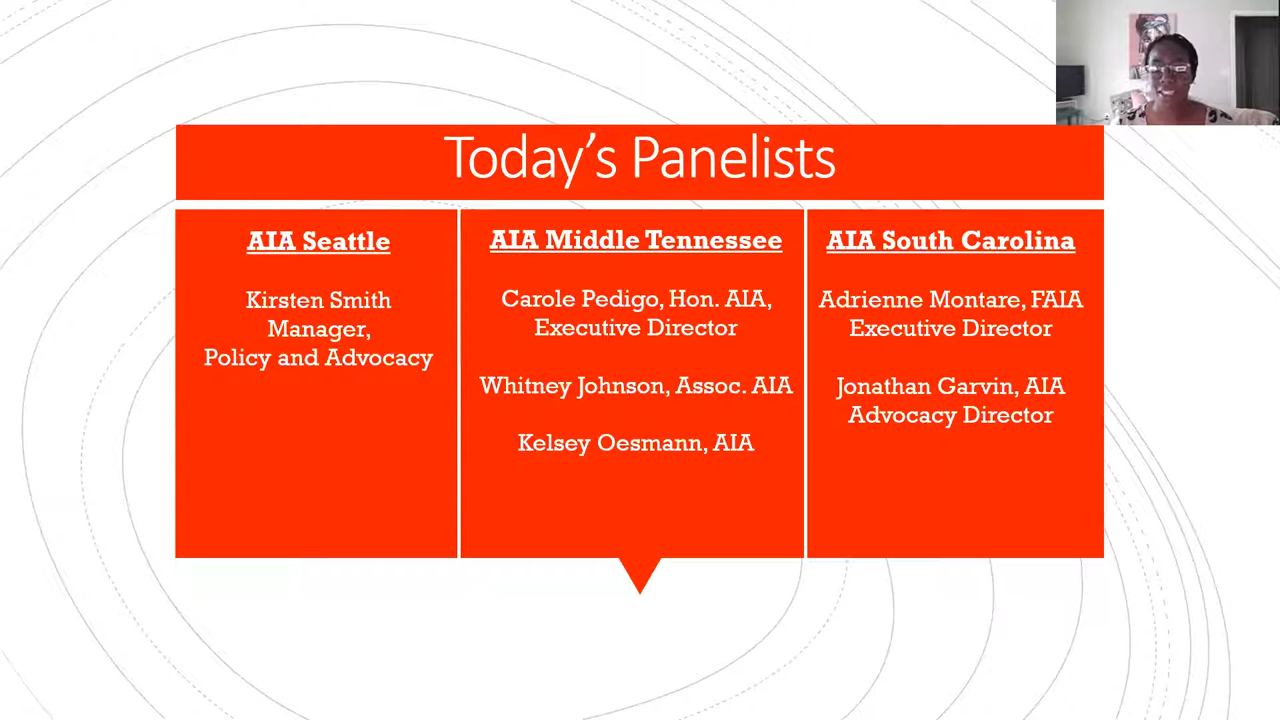 Today’s Panelists
AIA Seattle
Kirsten Smith
Manager,
Policy and Advocacy
AIA Middle Tennessee
Carole Pedigo, Hon. AIA,
Executive Director
Whitney Johnson, Assoc. AIA
Kelsey Oesmann, AIA
AIA South Carolina
Adrienne Montare, FAIA
Executive Director
Jonathan Garvin, AIA
Advocacy Director